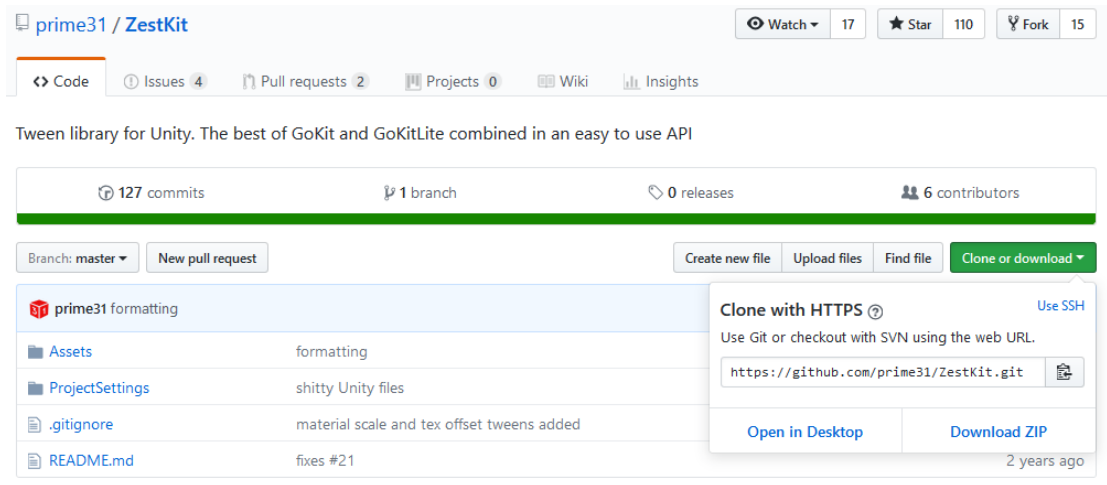 prime31 / ZestKit
Watch 17 Star 110 Fork 15
Code Issues 4 Pull requests 2 Projects 0 Wiki Insights
Tween library for Unity. The best of GoKit and GoKitLite combined in an easy to use API
127 commits 1 branch 0 releases 6 contributors
Branch: master New pull request Create new file Upload files Find file Clone or download
prime31 formatting
Assets formatting
ProjectSettings shitty Unity files
.gitignore material scale and tex offset tweens added
README.md fixes #21 2 years ago
Clone with HTTPS ? Use SSH
Use Git or checkout with SVN using the web URL.
https://github.com/prime31/ZestKit.git
Open in Desktop Download ZIP